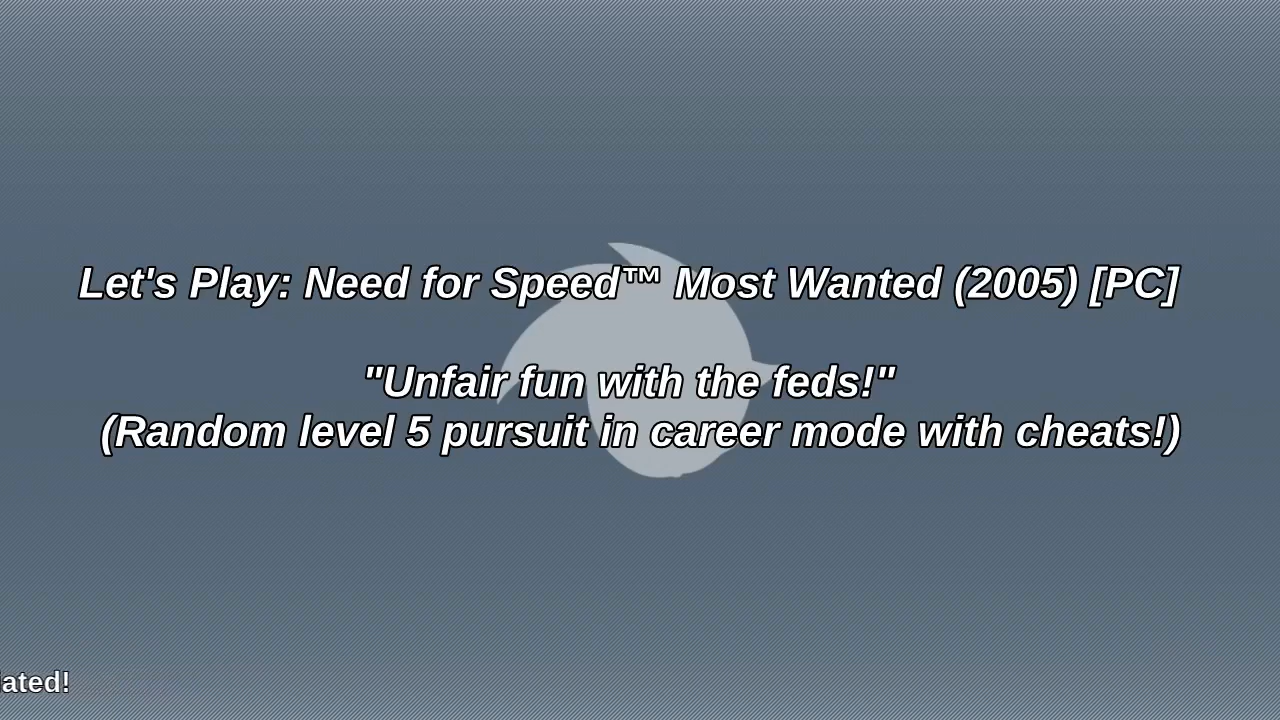 Let's Play: Need for Speed™ Most Wanted (2005) [PC]
"Unfair fun with the feds!"
(Random level 5 pursuit in career mode with cheats!)